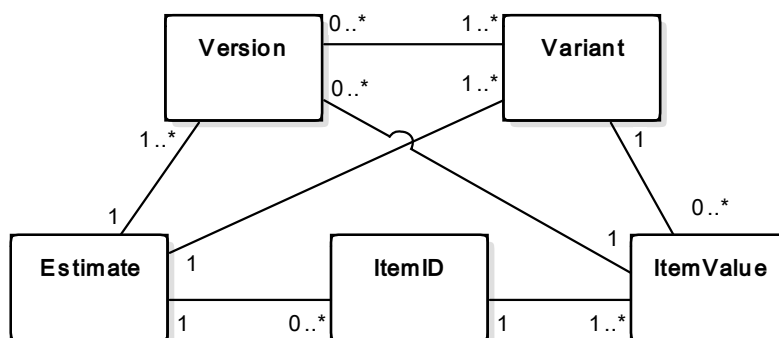 0..* 1..*
Version Variant
0..* 1..*
1..* 1
0..*
1 1 1
Estimate ItemID ItemValue
1 0..* 1 1..*